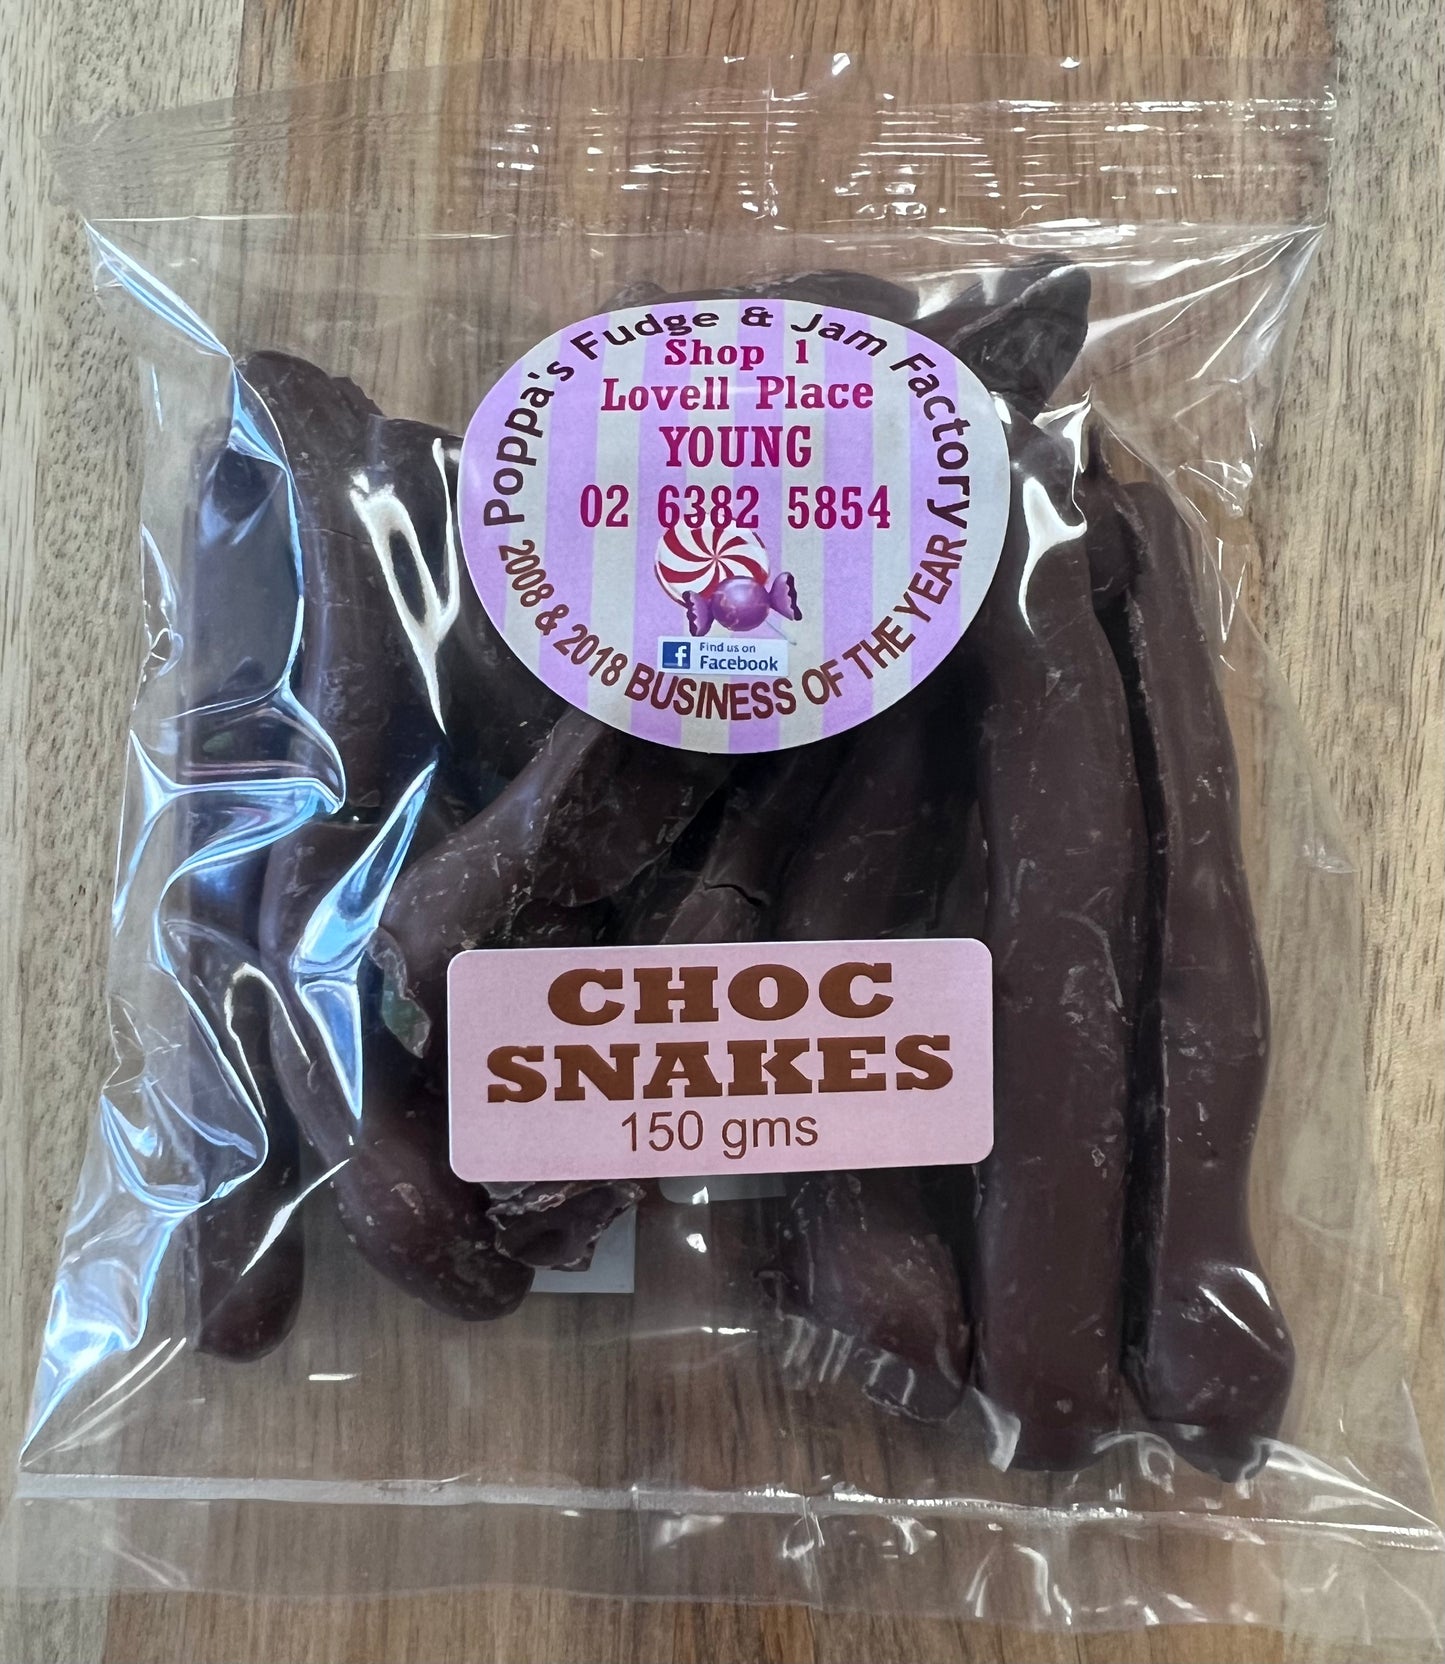 Poppa's Fudge & Jam Factory
Shop 1
Lovell Place
YOUNG
02 6382 5854
f Find us on
Facebook
2008 & 2018 BUSINESS OF THE YEAR
CHOC
SNAKES
150 gms